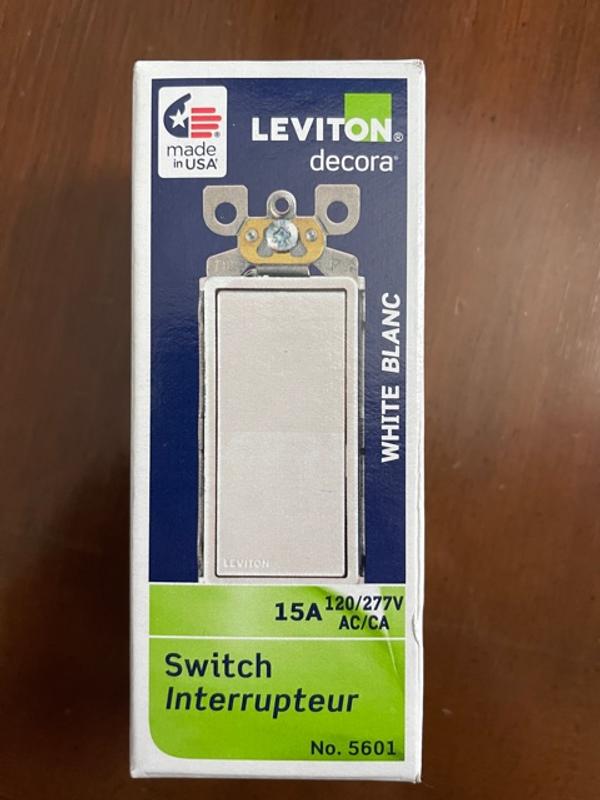 made
in USA®
LEVITON®
decora®
WHITE BLANC
LEVITON
15A 120/277V
AC/CA
Switch
Interrupteur
No. 5601